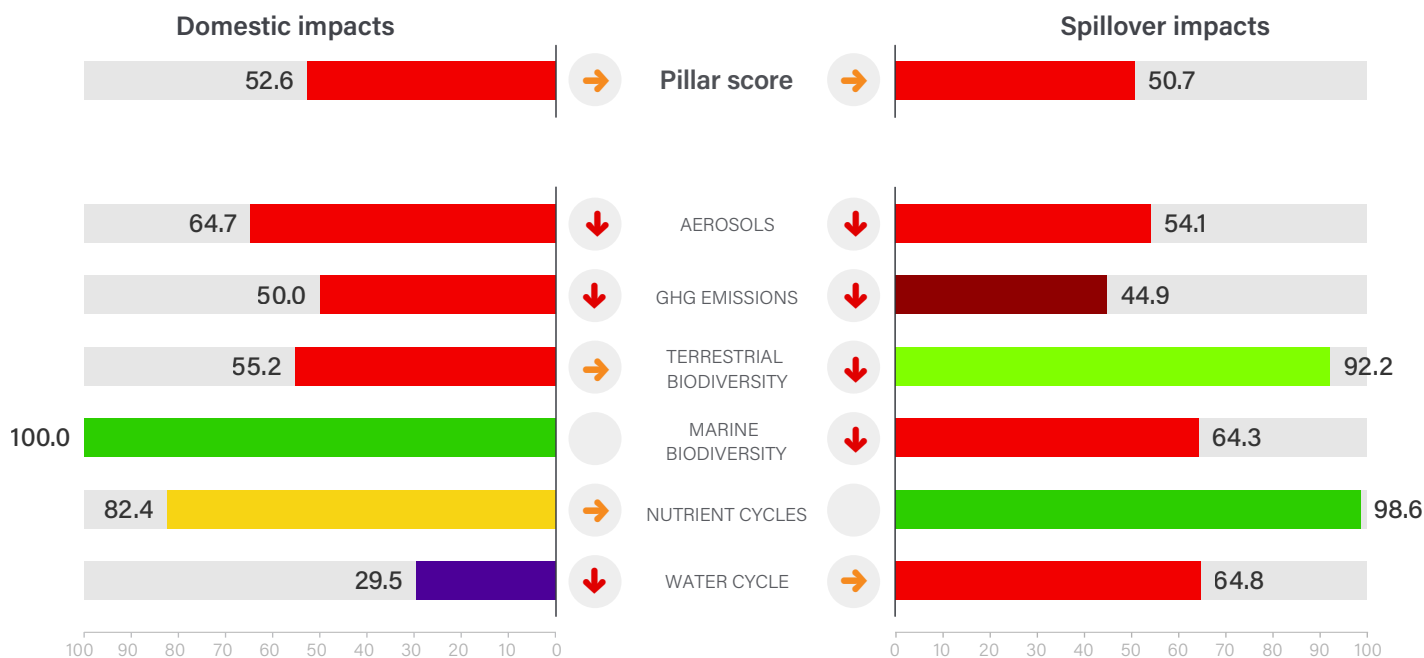 Domestic impacts
Spillover impacts
52.6
Pillar score
50.7
64.7
AEROSOLS
54.1
50.0
GHG EMISSIONS
44.9
55.2
TERRESTRIAL
BIODIVERSITY
92.2
100.0
MARINE
BIODIVERSITY
64.3
82.4
NUTRIENT CYCLES
98.6
29.5
WATER CYCLE
64.8
100 90 80 70 60 50 40 30 20 10 0
0 10 20 30 40 50 60 70 80 90 100